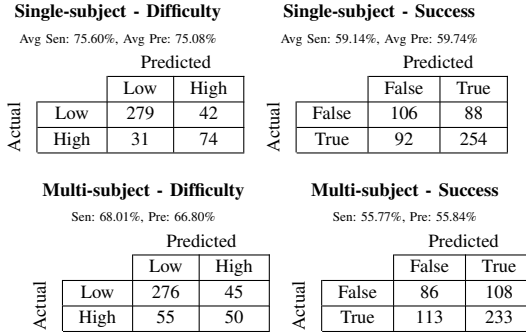 Single-subject - Difficulty
Avg Sen: 75.60%, Avg Pre: 75.08%
Predicted
Low High
Actual
Low 279 42
High 31 74
Single-subject - Success
Avg Sen: 59.14%, Avg Pre: 59.74%
Predicted
False True
Actual
False 106 88
True 92 254
Multi-subject - Difficulty
Sen: 68.01%, Pre: 66.80%
Predicted
Low High
Actual
Low 276 45
High 55 50
Multi-subject - Success
Sen: 55.77%, Pre: 55.84%
Predicted
False True
Actual
False 86 108
True 113 233